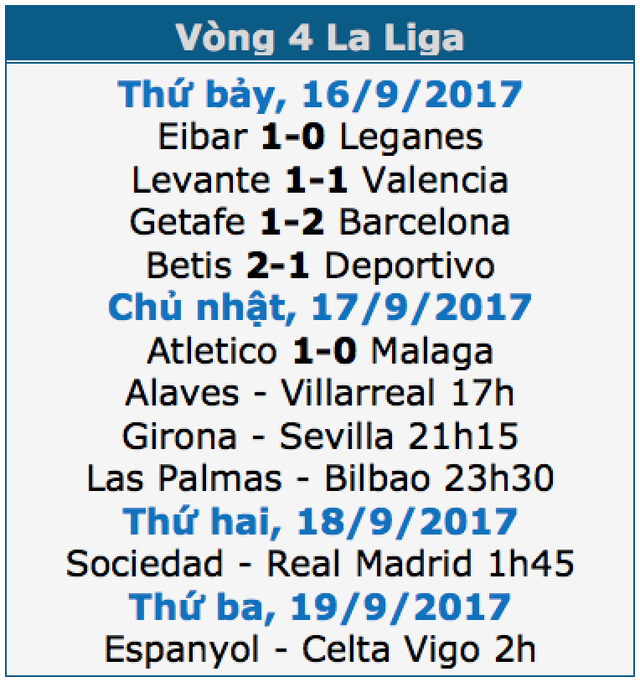 Vòng 4 La Liga
Thứ bảy, 16/9/2017
Eibar 1-0 Leganes
Levante 1-1 Valencia
Getafe 1-2 Barcelona
Betis 2-1 Deportivo
Chủ nhật, 17/9/2017
Atletico 1-0 Malaga
Alaves - Villarreal 17h
Girona - Sevilla 21h15
Las Palmas - Bilbao 23h30
Thứ hai, 18/9/2017
Sociedad - Real Madrid 1h45
Thứ ba, 19/9/2017
Espanyol - Celta Vigo 2h